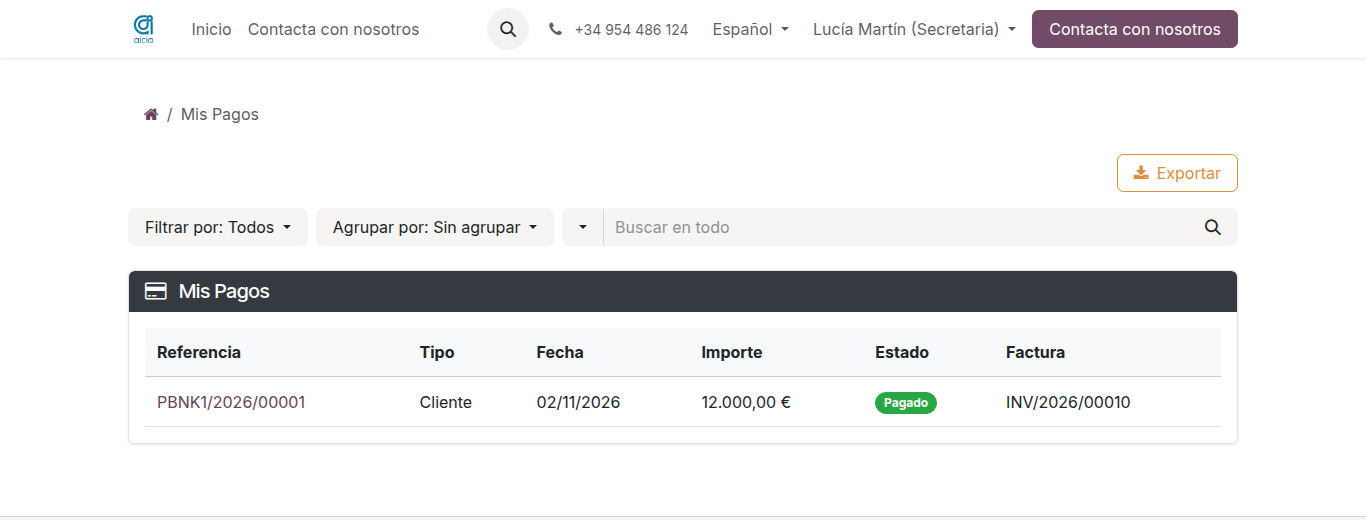 aicia
Inicio Contacta con nosotros +34 954 486 124 Español Lucía Martín (Secretaria) Contacta con nosotros
/ Mis Pagos
Exportar
Filtrar por: Todos Agrupar por: Sin agrupar Buscar en todo
Mis Pagos
Referencia Tipo Fecha Importe Estado Factura
PBNK1/2026/00001 Cliente 02/11/2026 12.000,00 € Pagado INV/2026/00010